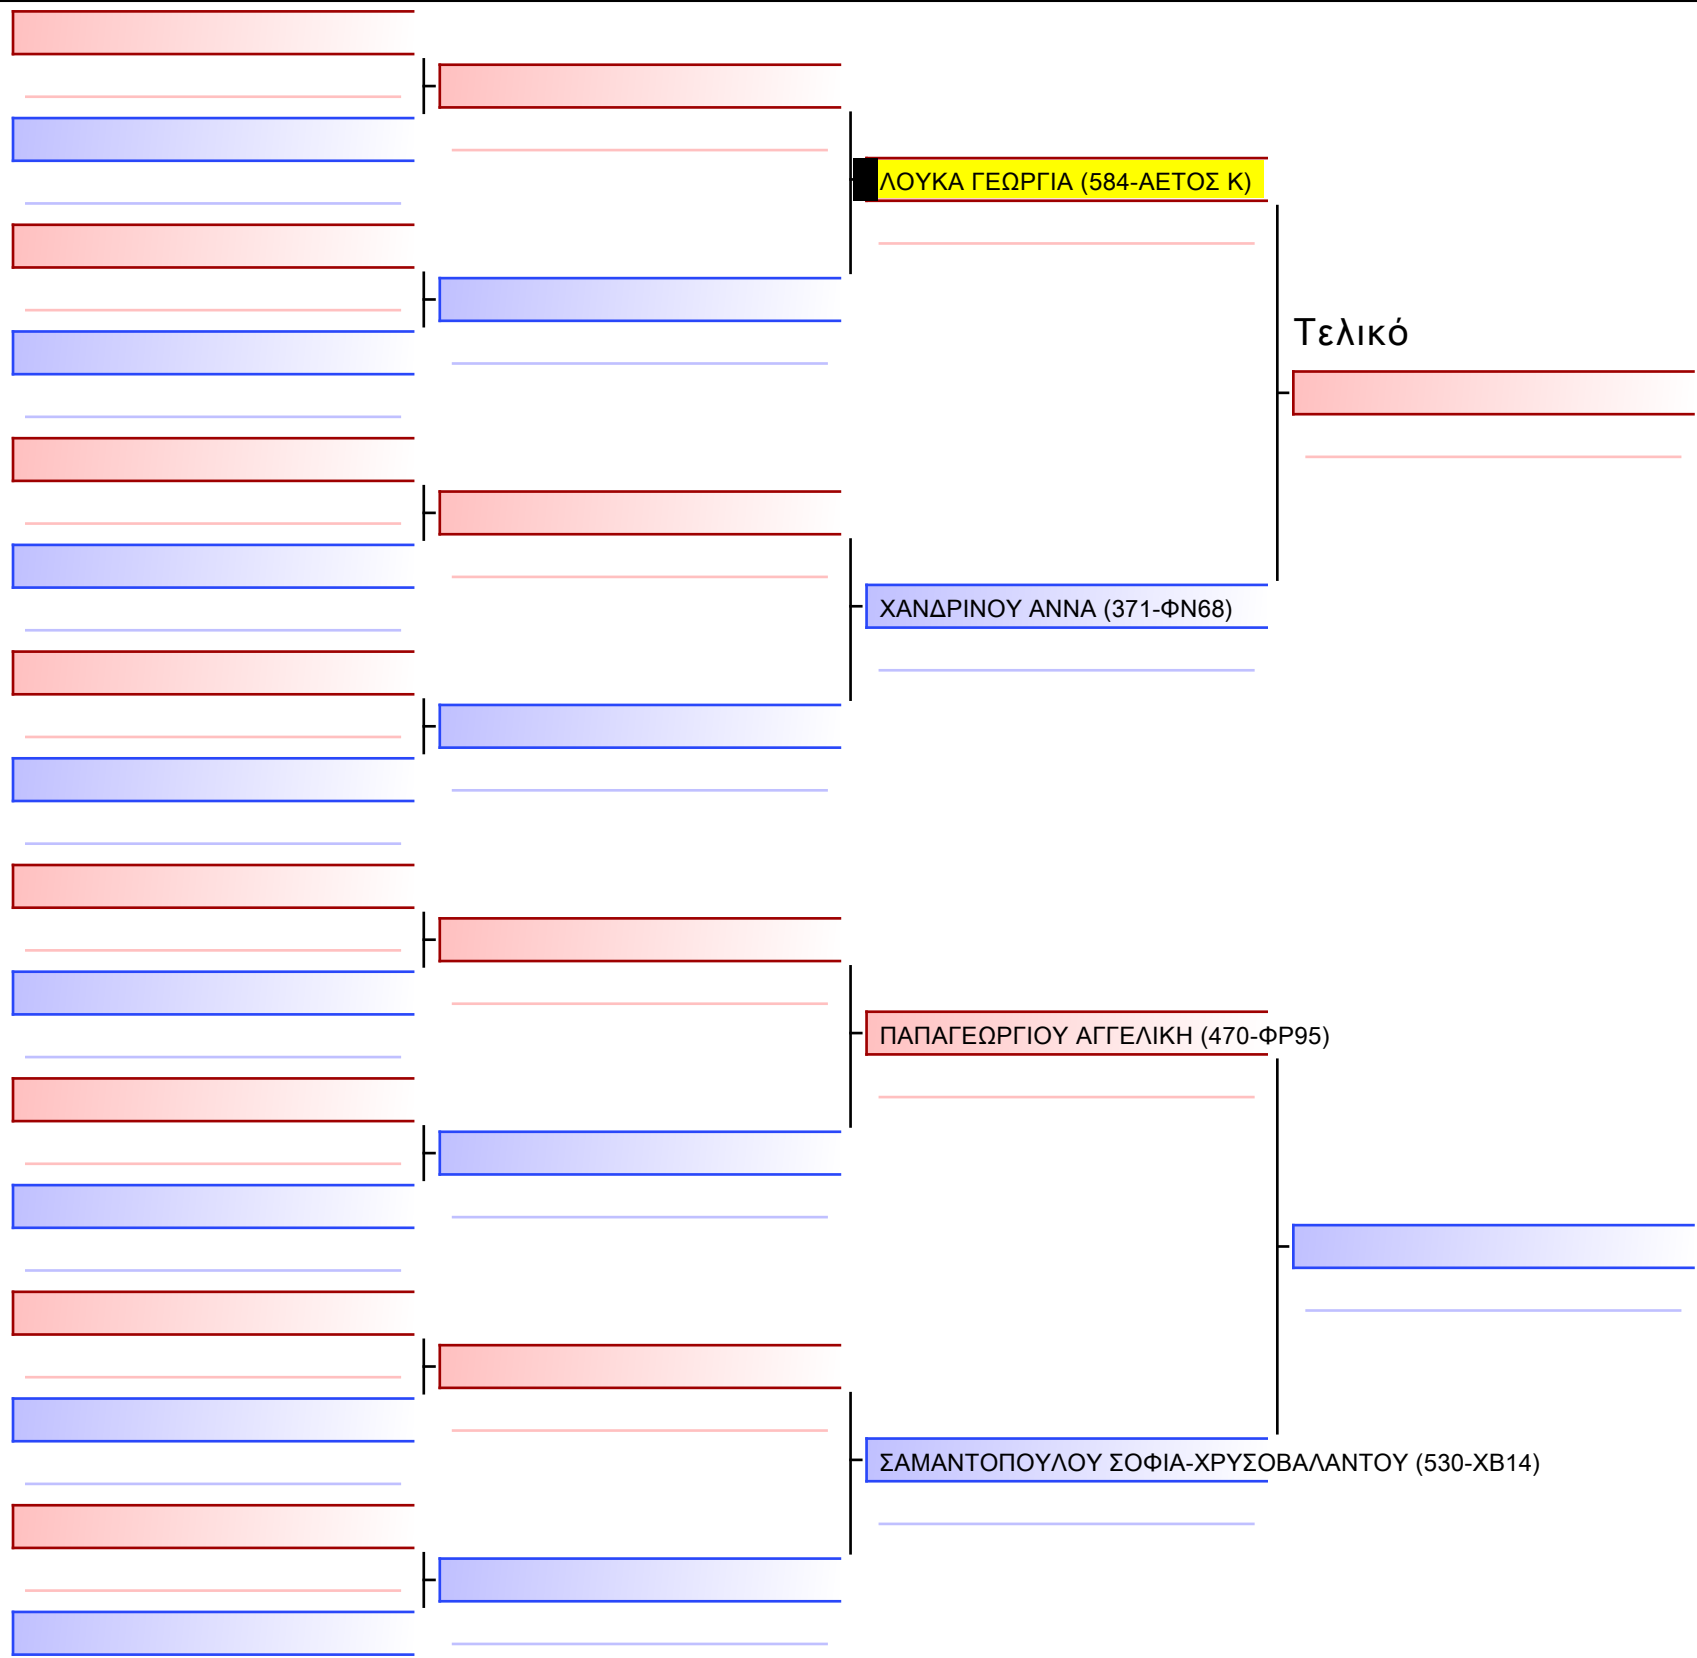 ΛΟΥΚΑ ΓΕΩΡΓΙΑ (584-ΑΕΤΟΣ Κ)
Τελικό
ΧΑΝΔΡΙΝΟΥ ΑΝΝΑ (371-ΦΝ68)
ΠΑΠΑΓΕΩΡΓΙΟΥ ΑΓΓΕΛΙΚΗ (470-ΦΡ95)
ΣΑΜΑΝΤΟΠΟΥΛΟΥ ΣΟΦΙΑ-ΧΡΥΣΟΒΑΛΑΝΤΟΥ (530-ΧΒ14)